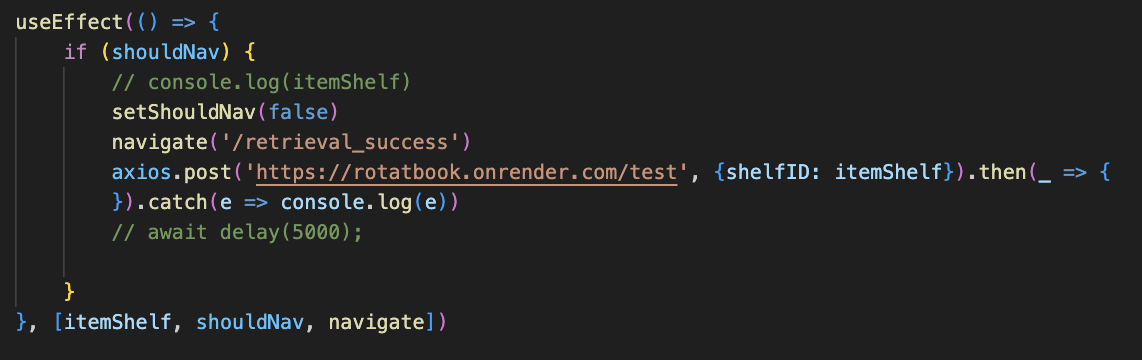 useEffect(() => {
if (shouldNav) {
// console.log(itemShelf)
setShouldNav(false)
navigate('/retrieval_success')
axios.post('https://rotatbook.onrender.com/test', {shelfID: itemShelf}).then(_ => {
}).catch(e => console.log(e))
// await delay(5000);
}
}, [itemShelf, shouldNav, navigate])